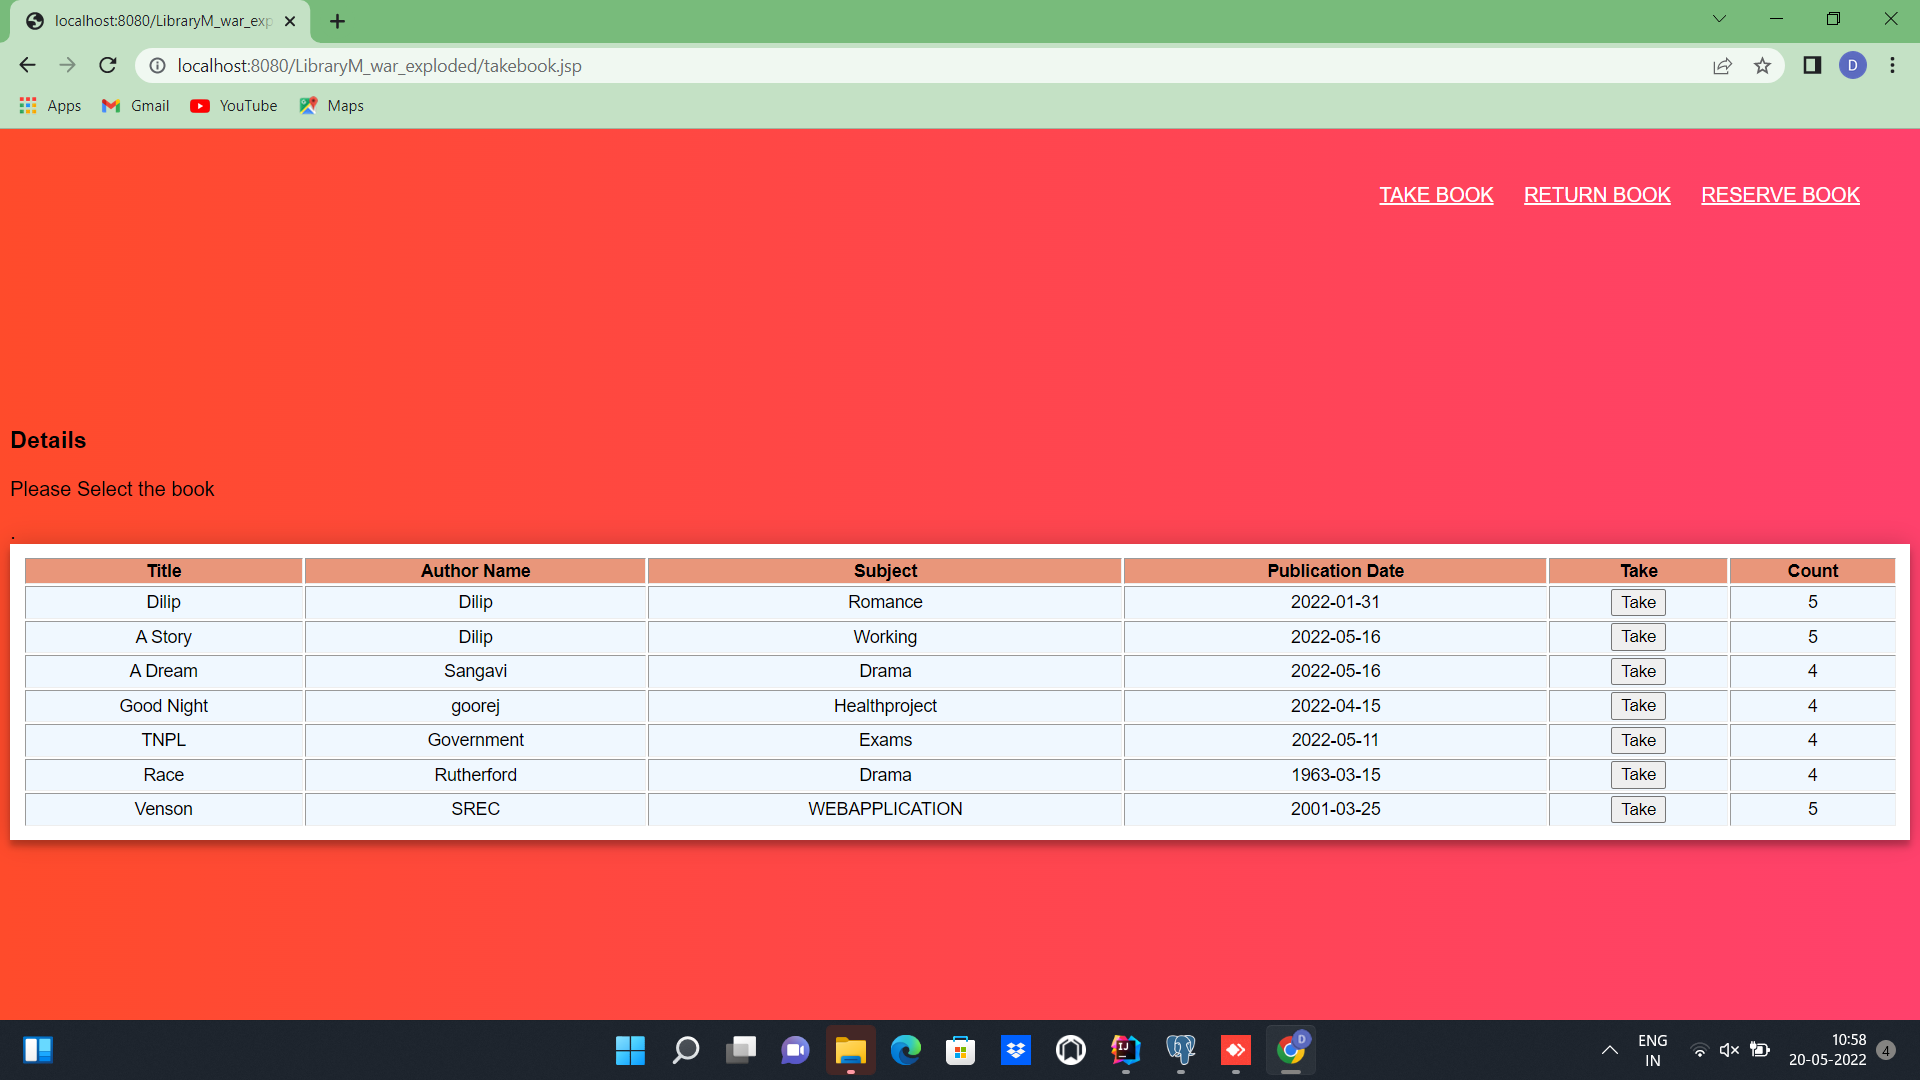 localhost:8080/LibraryM_war_exp
localhost:8080/LibraryM_war_exploded/takebook.jsp
D
Apps Gmail YouTube Maps
TAKE BOOK RETURN BOOK RESERVE BOOK
Details
Please Select the book
.
Title Author Name Subject Publication Date Take Count
Dilip Dilip Romance 2022-01-31 Take 5
A Story Dilip Working 2022-05-16 Take 5
A Dream Sangavi Drama 2022-05-16 Take 4
Good Night goorej Healthproject 2022-04-15 Take 4
TNPL Government Exams 2022-05-11 Take 4
Race Rutherford Drama 1963-03-15 Take 4
Venson SREC WEBAPPLICATION 2001-03-25 Take 5
IJ
D
ENG
IN
10:58
20-05-2022
4